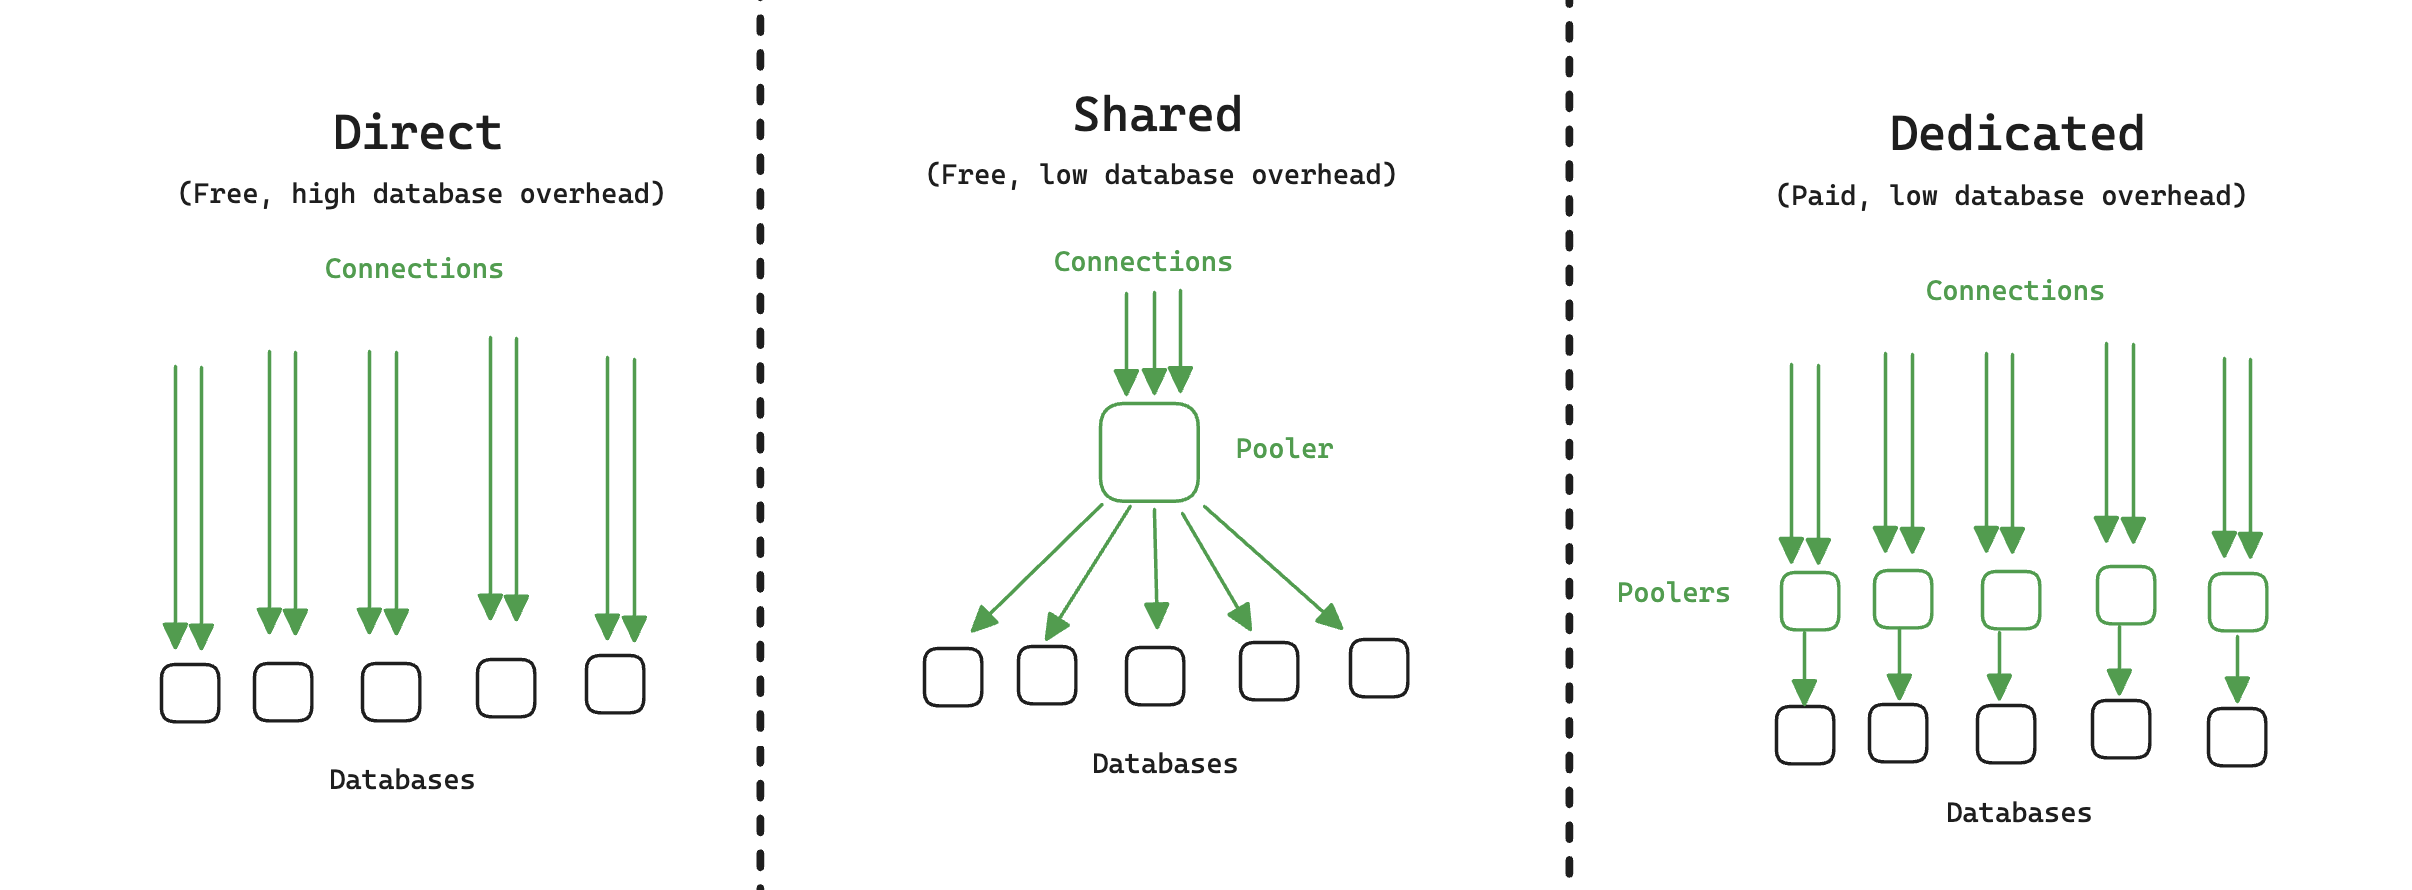 Direct
(Free, high database overhead)
Connections
Databases
Shared
(Free, low database overhead)
Connections
Pooler
Databases
Dedicated
(Paid, low database overhead)
Connections
Poolers
Databases